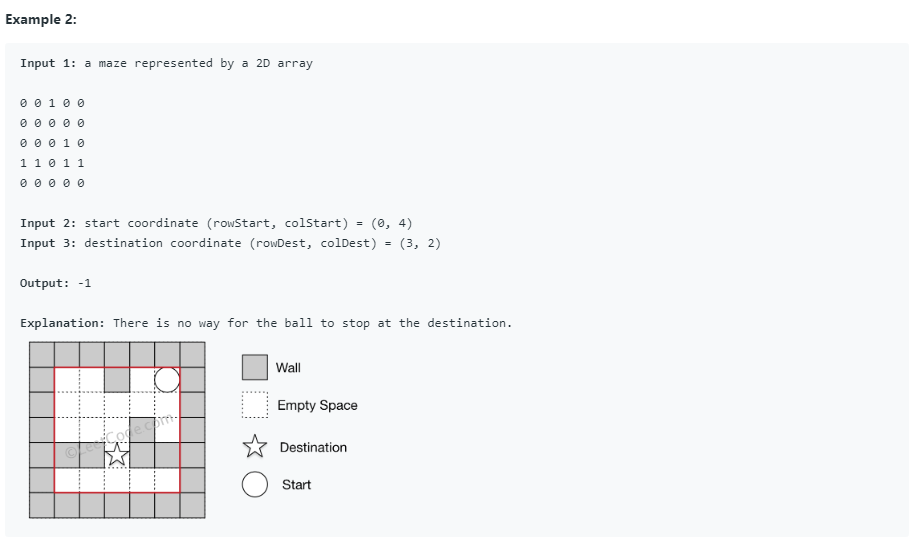 Example 2:
Input 1: a maze represented by a 2D array
0 0 1 0 0
0 0 0 0 0
0 0 0 1 0
1 1 0 1 1
0 0 0 0 0
Input 2: start coordinate (rowStart, colStart) = (0, 4)
Input 3: destination coordinate (rowDest, colDest) = (3, 2)
Output: -1
Explanation: There is no way for the ball to stop at the destination.
Wall
Empty Space
©LeetCode.com
Destination
Start